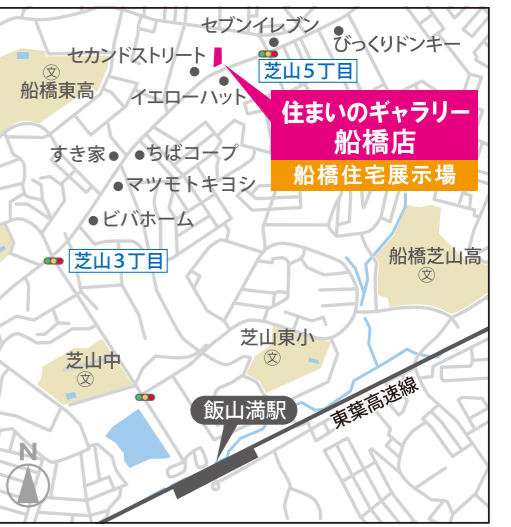 セブンイレブン
びっくりドンキー
セカンドストリート
芝山5丁目
船橋東高
イエローハット
住まいのギャラリー
船橋店
船橋住宅展示場
すき家
ちばコープ
マツモトキヨシ
ビバホーム
芝山3丁目
船橋芝山高
文
文
芝山東小
文
芝山中
文
飯山満駅
東葉高速線
N